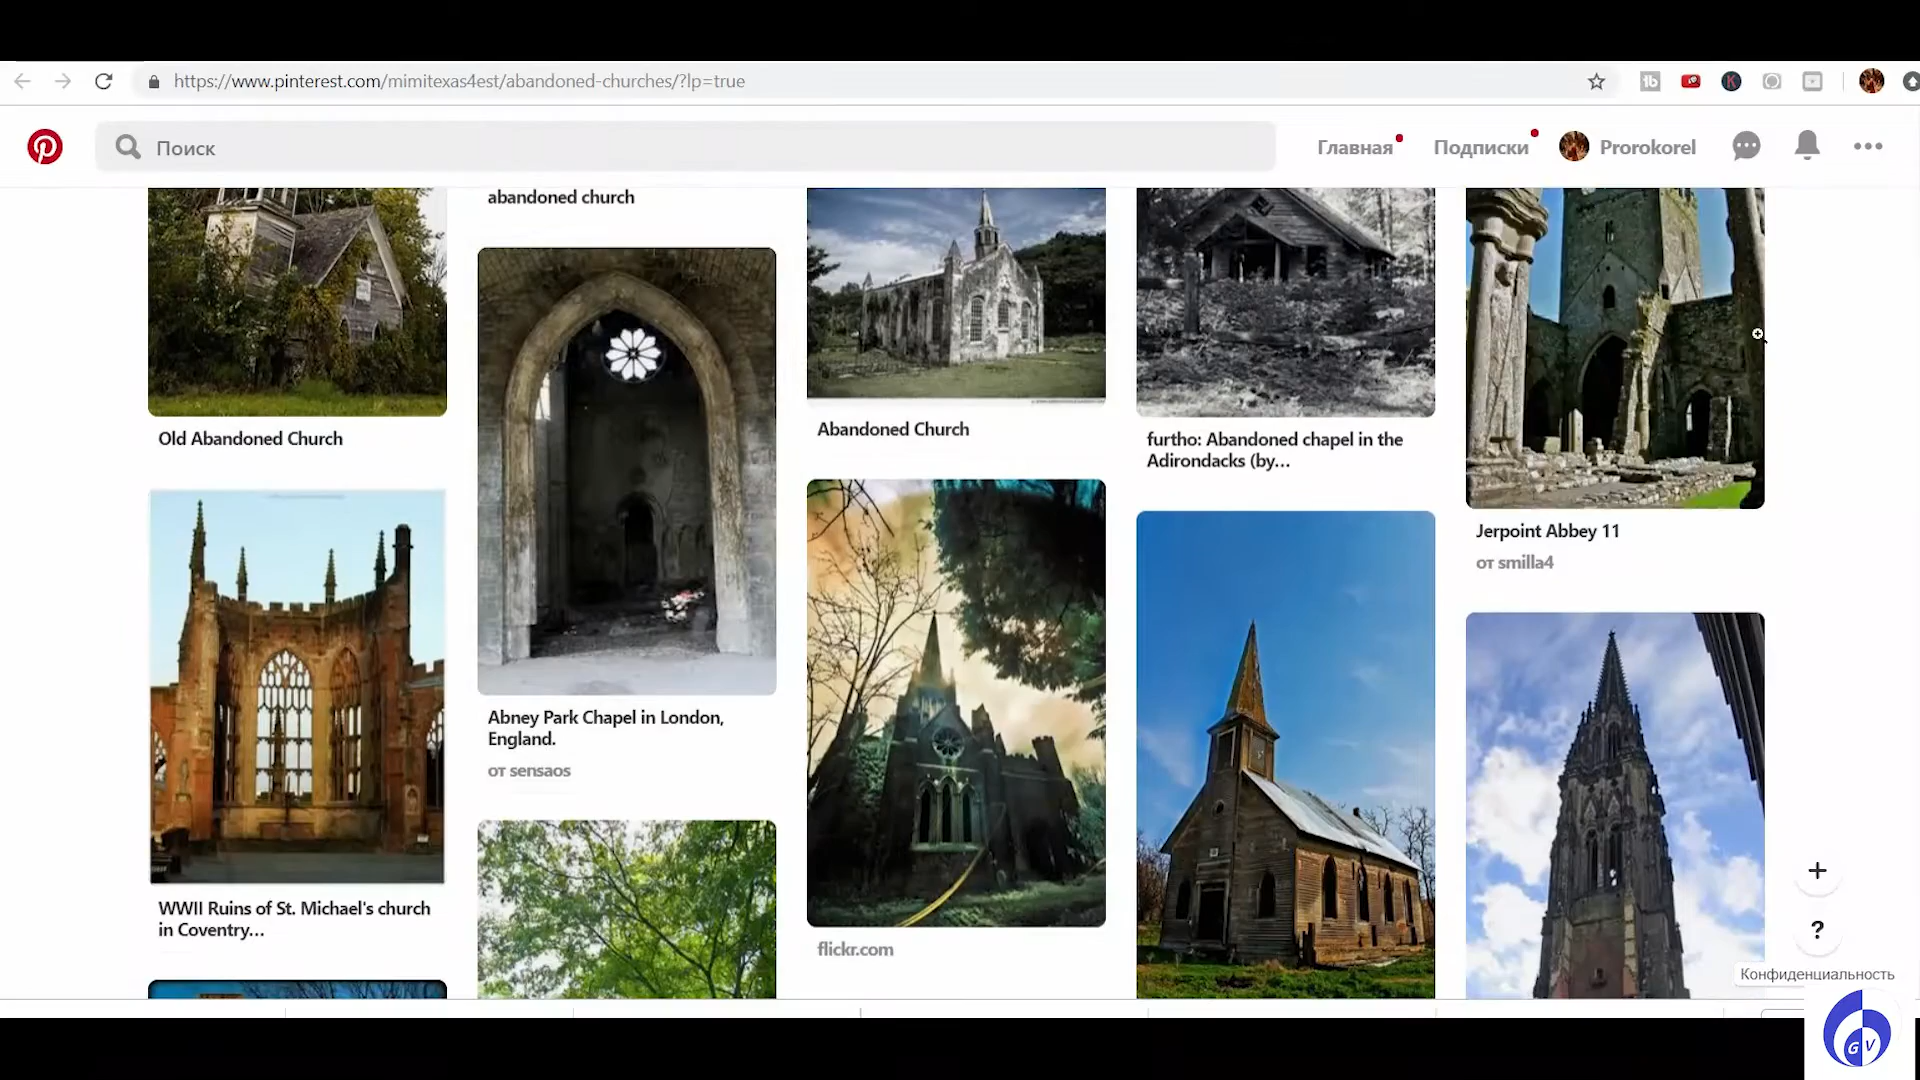 https://www.pinterest.com/mimitexas4est/abandoned-churches/?lp=true
Поиск
Главная
Подписки
Prorokorel
abandoned church
Old Abandoned Church
Abandoned Church
furtho: Abandoned chapel in the
Adirondacks (by...
Jerpoint Abbey 11
от smilla4
Abney Park Chapel in London,
England.
от sensaos
WWII Ruins of St. Michael's church
in Coventry...
flickr.com
+
?
Конфиденциальность
G V